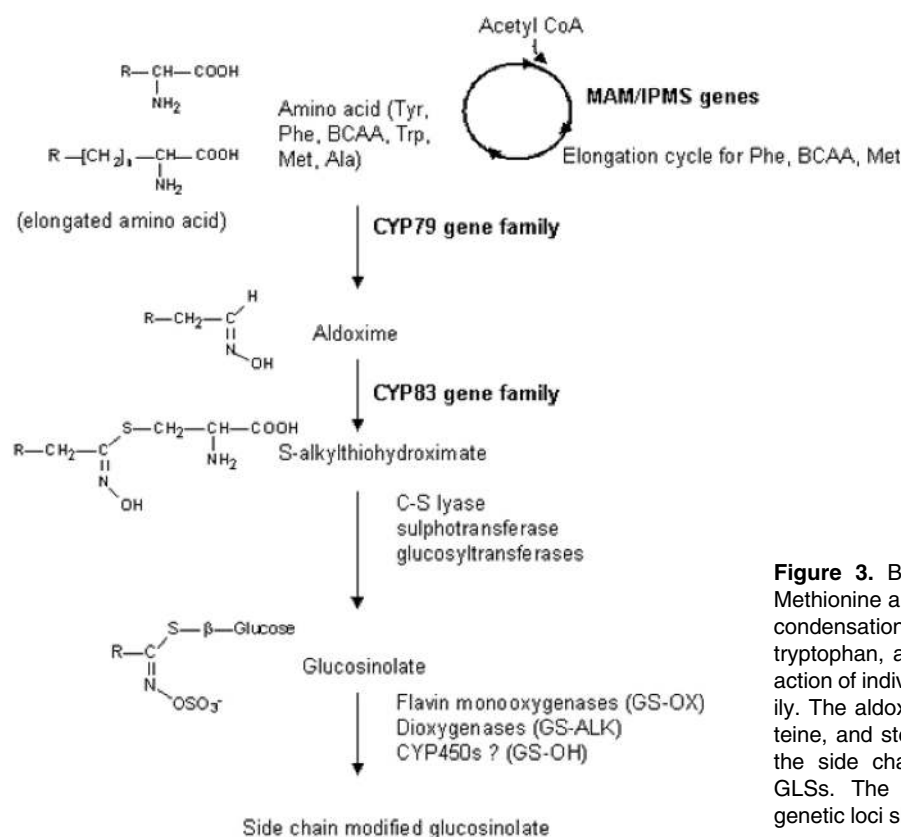 Acetyl CoA
R—CH—COOH
NH₂
Amino acid (Tyr,
Phe, BCAA, Trp,
Met, Ala)
MAM/IPMS genes
Elongation cycle for Phe, BCAA, Met
R—[CH₂]ₙ—CH—COOH
NH₂
(elongated amino acid)
CYP79 gene family
H
R—CH₂—C
N
OH
Aldoxime
CYP83 gene family
S—CH₂—CH—COOH
R—CH₂—C
NH₂
N
OH
S-alkylthiohydroximate
C-S lyase
sulphotransferase
glucosyltransferases
S—β—Glucose
R—C
N
OSO₃⁻
Glucosinolate
Flavin monooxygenases (GS-OX)
Dioxygenases (GS-ALK)
CYP450s ? (GS-OH)
Side chain modified glucosinolate
Figure 3. B
Methionine a
condensation
tryptophan, a
action of indiv
ily. The aldox
teine, and ste
the side cha
GLSs. The
genetic loci s